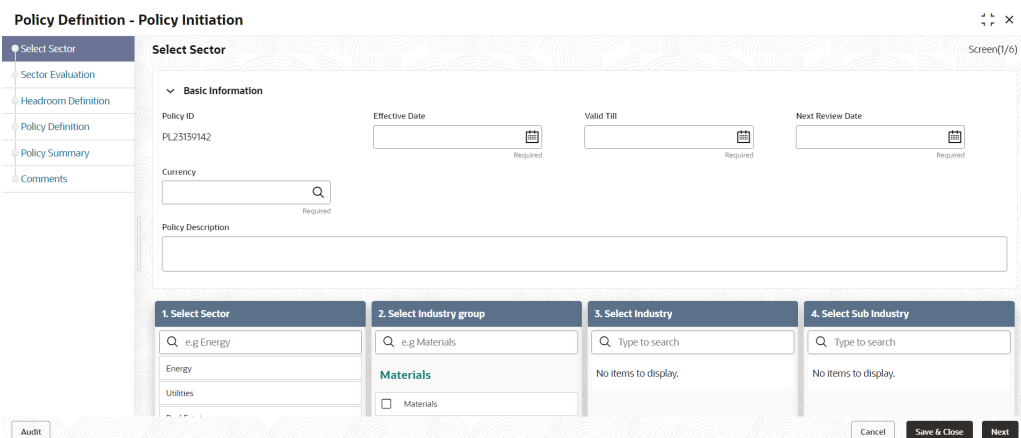 Policy Definition - Policy Initiation
Select Sector
Sector Evaluation
Headroom Definition
Policy Definition
Policy Summary
Comments
Select Sector
Screen(1/6)
Basic Information
Policy ID
Effective Date
Valid Till
Next Review Date
PL23139142
Required
Required
Required
Currency
Required
Policy Description
1. Select Sector
2. Select Industry group
3. Select Industry
4. Select Sub Industry
e.g Energy
e.g Materials
Type to search
Type to search
Energy
Materials
No items to display.
No items to display.
Utilities
Materials
Audit
Cancel
Save & Close
Next